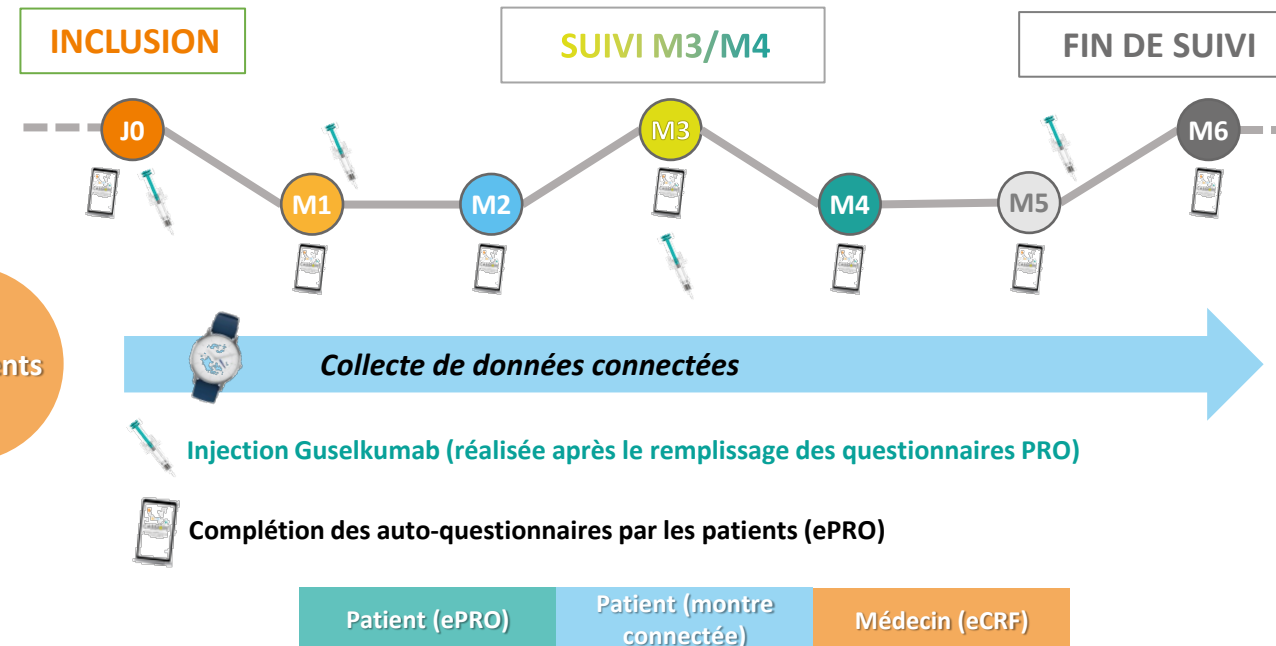 INCLUSION
SUIVI M3/M4
FIN DE SUIVI
J0
M1
M2
M3
M4
M5
M6
Collecte de données connectées
Injection Guselkumab (réalisée après le remplissage des questionnaires PRO)
Complétion des auto-questionnaires par les patients (ePRO)
Patient (ePRO)
Patient (montre
connectée)
Médecin (eCRF)